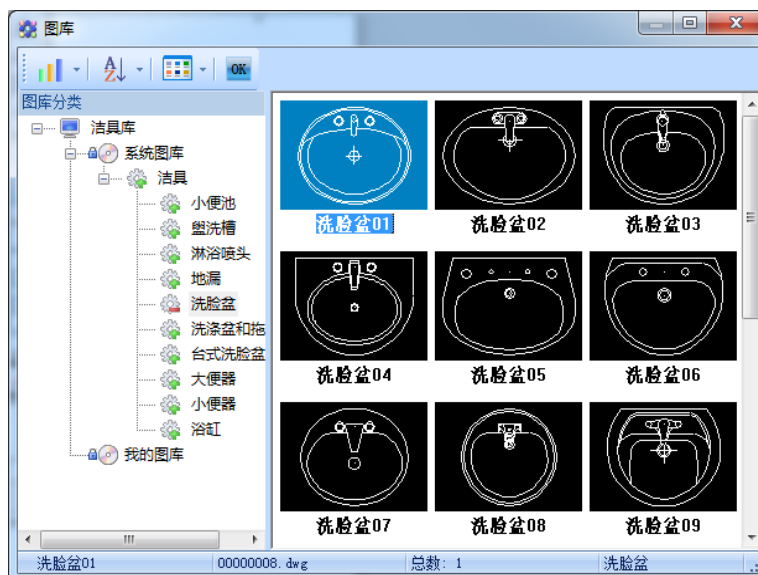 图库
OK
图库分类
洁具库
系统图库
洁具
小便池
盥洗槽
淋浴喷头
地漏
洗脸盆
洗涤盆和拖
台式洗脸盆
大便器
小便器
浴缸
我的图库
洗脸盆01 洗脸盆02 洗脸盆03
洗脸盆04 洗脸盆05 洗脸盆06
洗脸盆07 洗脸盆08 洗脸盆09
洗脸盆01 00000008.dwg 总数: 1 洗脸盆